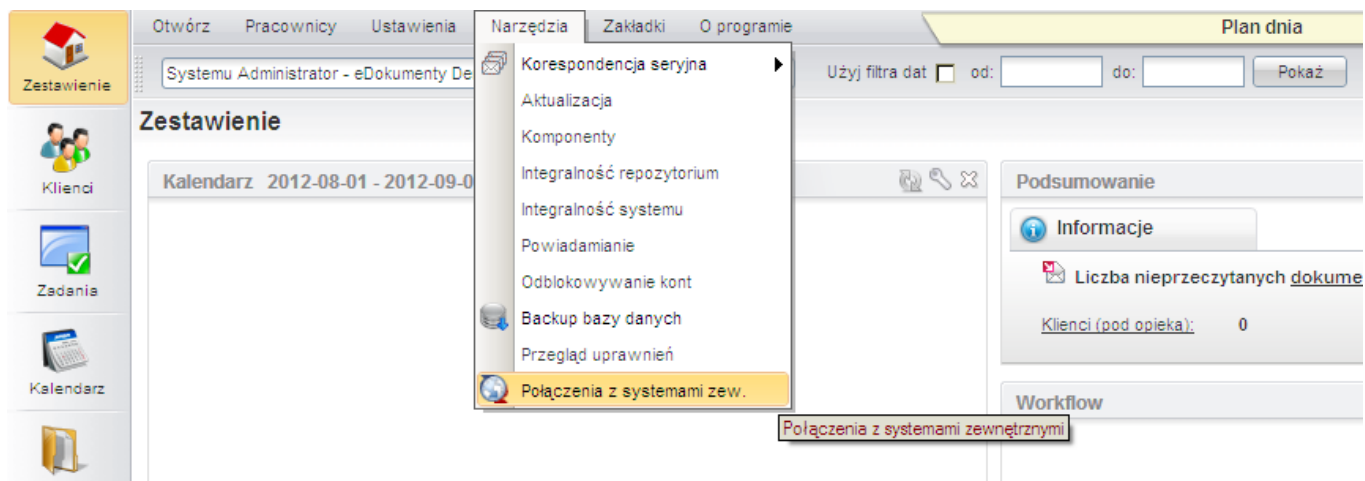 Otwórz Pracownicy Ustawienia Narzędzia Zakładki O programie Plan dnia
Zestawienie
Systemu Administrator - eDokumenty De
Użyj filtra dat od: do: Pokaż
Zestawienie
Klienci
Zadania
Kalendarz
Korespondencja seryjna
Aktualizacja
Komponenty
Integralność repozytorium
Integralność systemu
Powiadamianie
Odblokowywanie kont
Backup bazy danych
Przegląd uprawnień
Połączenia z systemami zew.
Połączenia z systemami zewnętrznymi
Kalendarz 2012-08-01 - 2012-09-0
Podsumowanie
Informacje
Liczba nieprzeczytanych dokume
Klienci (pod opieka): 0
Workflow